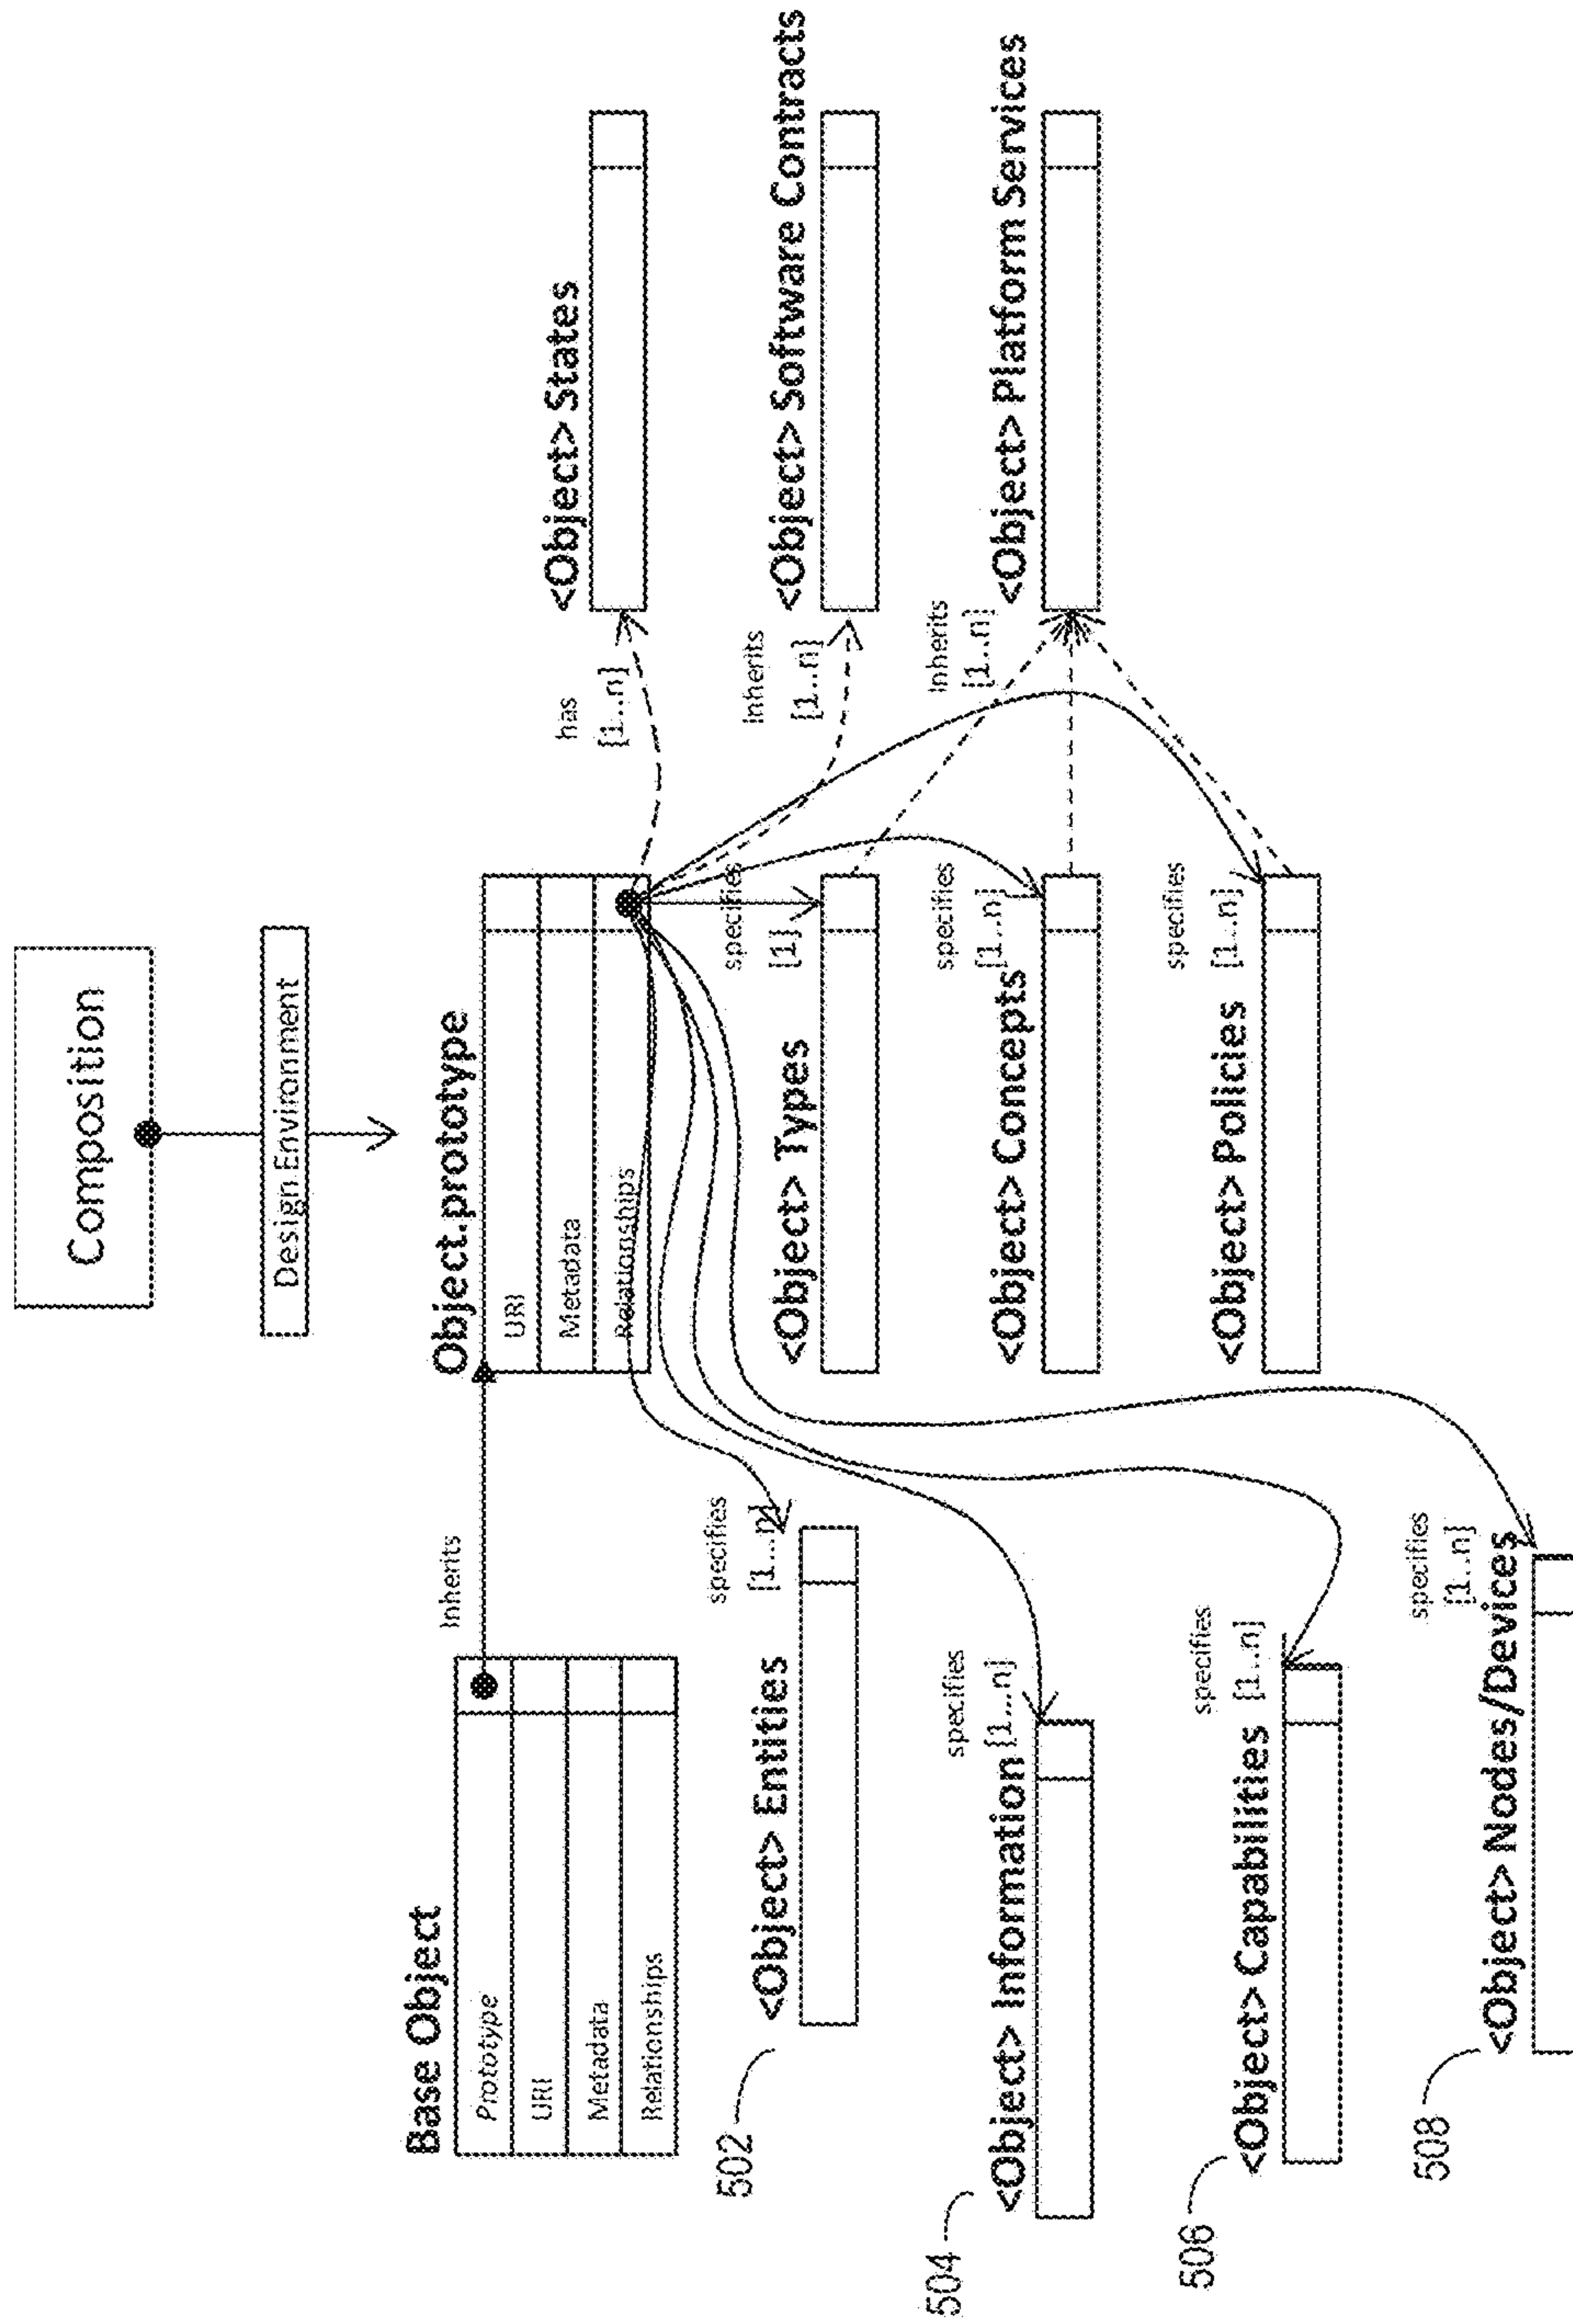 Composition
Design Environment
Base Object
Prototype
URI
Metadata
Relationships
Inherits
Object.prototype
URI
Metadata
Relationships
has
[1..n]
<Object> States
502
<Object> Entities
specifies
[1...n]
<Object> Types
specifies
[1]
Inherits
[1..n]
<Object> Software Contracts
504
<Object> Information
specifies
[1...n]
<Object> Concepts
specifies
[1..n]
Inherits
[1..n]
<Object> Platform Services
506
<Object> Capabilities
specifies
[1..n]
<Object> Policies
specifies
[1..n]
508
<Object> Nodes/Devices
specifies
[1..n]